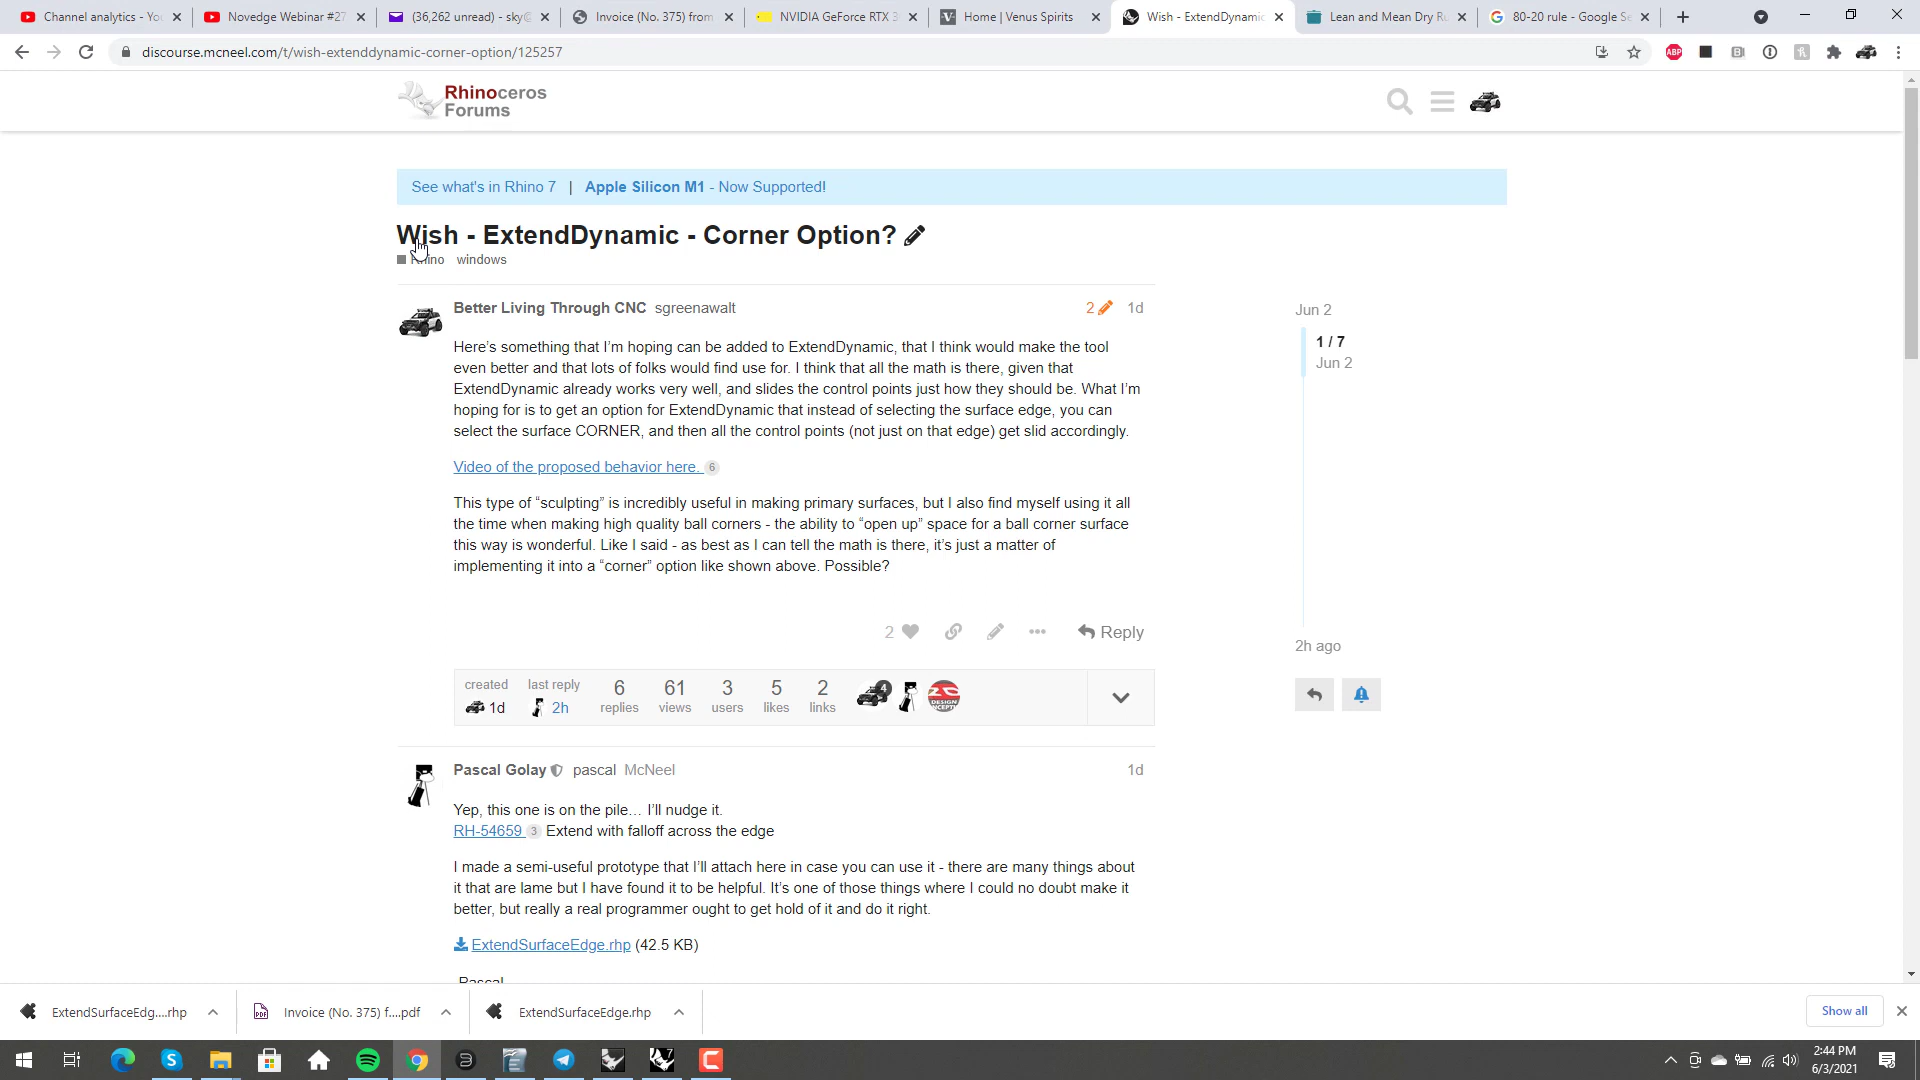 Channel analytics - You
Novedge Webinar #27
(36,262 unread) - sky@
Invoice (No. 375) from
NVIDIA GeForce RTX 3
Home | Venus Spirits
Wish - ExtendDynamic
Lean and Mean Dry Ru
80-20 rule - Google Se
discourse.mcneel.com/t/wish-extenddynamic-corner-option/125257
ABP
Rhinoceros
Forums
See what's in Rhino 7 | Apple Silicon M1 - Now Supported!
Wish - ExtendDynamic - Corner Option?
Rhino windows
Better Living Through CNC sgreenawalt 2 1d
Here's something that I'm hoping can be added to ExtendDynamic, that I think would make the tool
even better and that lots of folks would find use for. I think that all the math is there, given that
ExtendDynamic already works very well, and slides the control points just how they should be. What I'm
hoping for is to get an option for ExtendDynamic that instead of selecting the surface edge, you can
select the surface CORNER, and then all the control points (not just on that edge) get slid accordingly.
Video of the proposed behavior here. 6
This type of “sculpting” is incredibly useful in making primary surfaces, but I also find myself using it all
the time when making high quality ball corners - the ability to “open up” space for a ball corner surface
this way is wonderful. Like I said - as best as I can tell the math is there, it's just a matter of
implementing it into a “corner” option like shown above. Possible?
2 Reply
Jun 2
1 / 7
Jun 2
2h ago
created last reply 6 61 3 5 2 4
1d 2h replies views users likes links
DESIGN
Pascal Golay pascal McNeel 1d
Yep, this one is on the pile… I'll nudge it.
RH-54659 3 Extend with falloff across the edge
I made a semi-useful prototype that I'll attach here in case you can use it - there are many things about
it that are lame but I have found it to be helpful. It's one of those things where I could no doubt make it
better, but really a real programmer ought to get hold of it and do it right.
ExtendSurfaceEdge.rhp (42.5 KB)
-Pascal
ExtendSurfaceEdg....rhp
Invoice (No. 375) f....pdf
ExtendSurfaceEdge.rhp
Show all
2:44 PM
6/3/2021